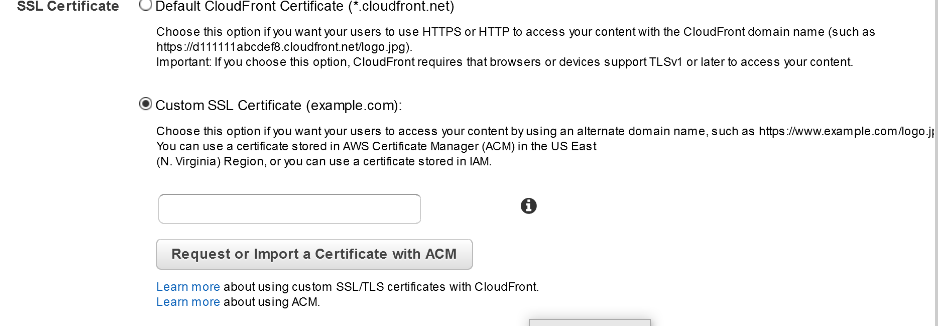 SSL Certificate
Default CloudFront Certificate (*.cloudfront.net)
Choose this option if you want your users to use HTTPS or HTTP to access your content with the CloudFront domain name (such as
https://d111111abcdef8.cloudfront.net/logo.jpg).
Important: If you choose this option, CloudFront requires that browsers or devices support TLSv1 or later to access your content.
Custom SSL Certificate (example.com):
Choose this option if you want your users to access your content by using an alternate domain name, such as https://www.example.com/logo.j
You can use a certificate stored in AWS Certificate Manager (ACM) in the US East
(N. Virginia) Region, or you can use a certificate stored in IAM.
Request or Import a Certificate with ACM
Learn more about using custom SSL/TLS certificates with CloudFront.
Learn more about using ACM.